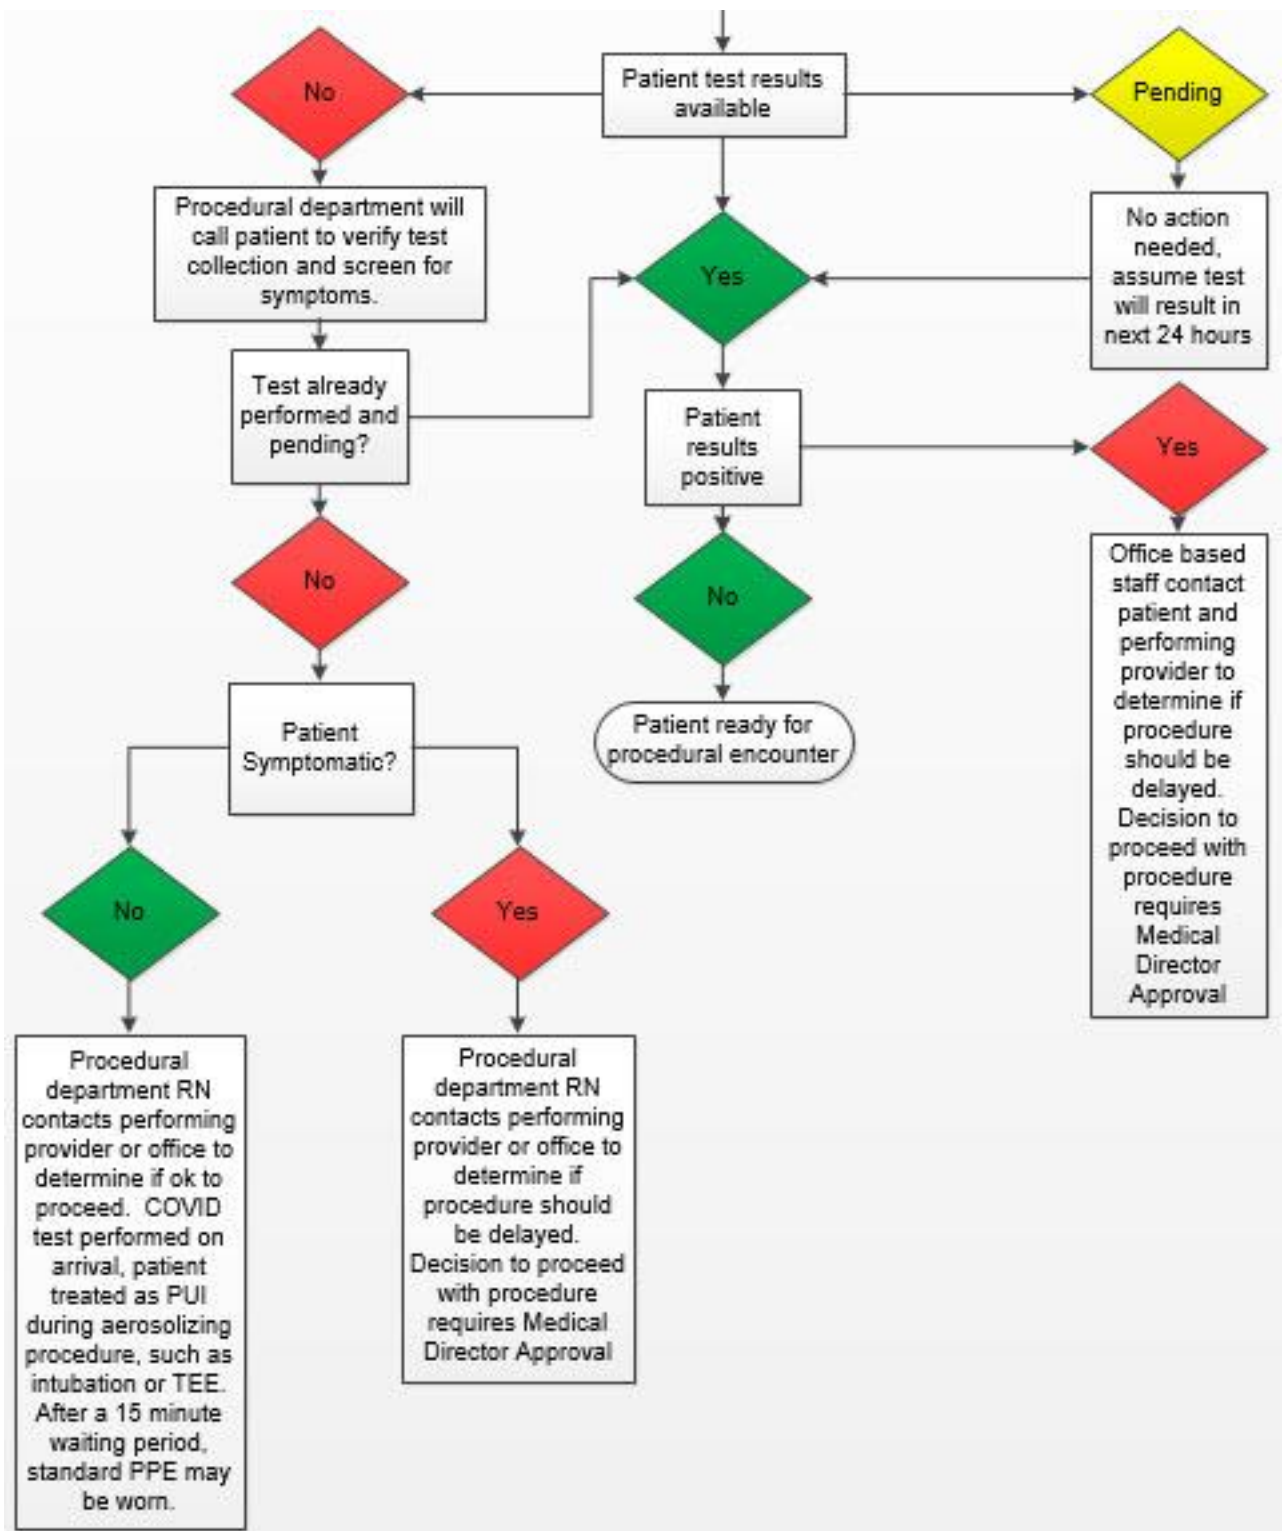 Patient test results
available
No
Pending
Procedural department will
call patient to verify test
collection and screen for
symptoms.
Yes
No action
needed,
assume test
will result in
next 24 hours
Test already
performed and
pending?
Patient
results
positive
Yes
No
No
Office based
staff contact
patient and
performing
provider to
determine if
procedure
should be
delayed.
Decision to
proceed with
procedure
requires
Medical
Director
Approval
Patient
Symptomatic?
Patient ready for
procedural encounter
No
Yes
Procedural
department RN
contacts performing
provider or office to
determine if ok to
proceed.  COVID
test performed on
arrival, patient
treated as PUI
during aerosolizing
procedure, such as
intubation or TEE.
After a 15 minute
waiting period,
standard PPE may
be worn.
Procedural
department RN
contacts performing
provider or office to
determine if
procedure should
be delayed.
Decision to proceed
with procedure
requires Medical
Director Approval